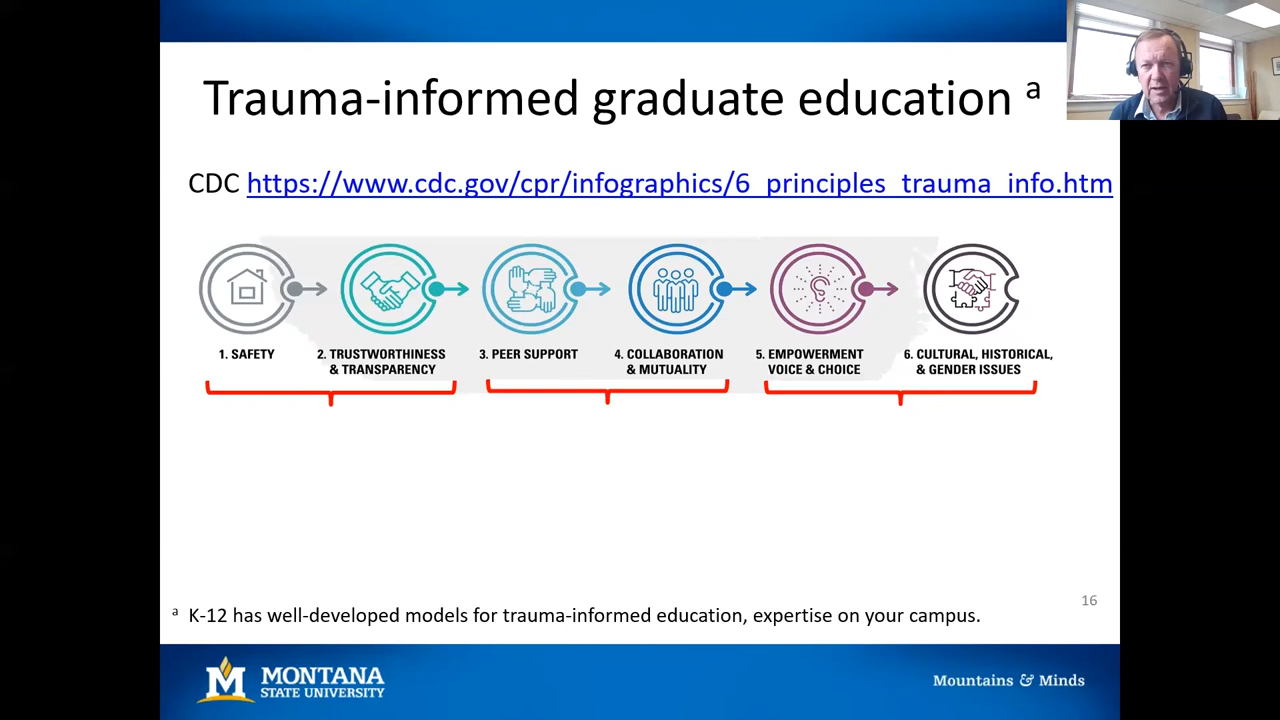 Trauma-informed graduate education a
CDC https://www.cdc.gov/cpr/infographics/6_principles_trauma_info.htm
1. SAFETY
2. TRUSTWORTHINESS
& TRANSPARENCY
3. PEER SUPPORT
4. COLLABORATION
& MUTUALITY
5. EMPOWERMENT
VOICE & CHOICE
6. CULTURAL, HISTORICAL,
& GENDER ISSUES
16
a K-12 has well-developed models for trauma-informed education, expertise on your campus.
M MONTANA
STATE UNIVERSITY
Mountains & Minds